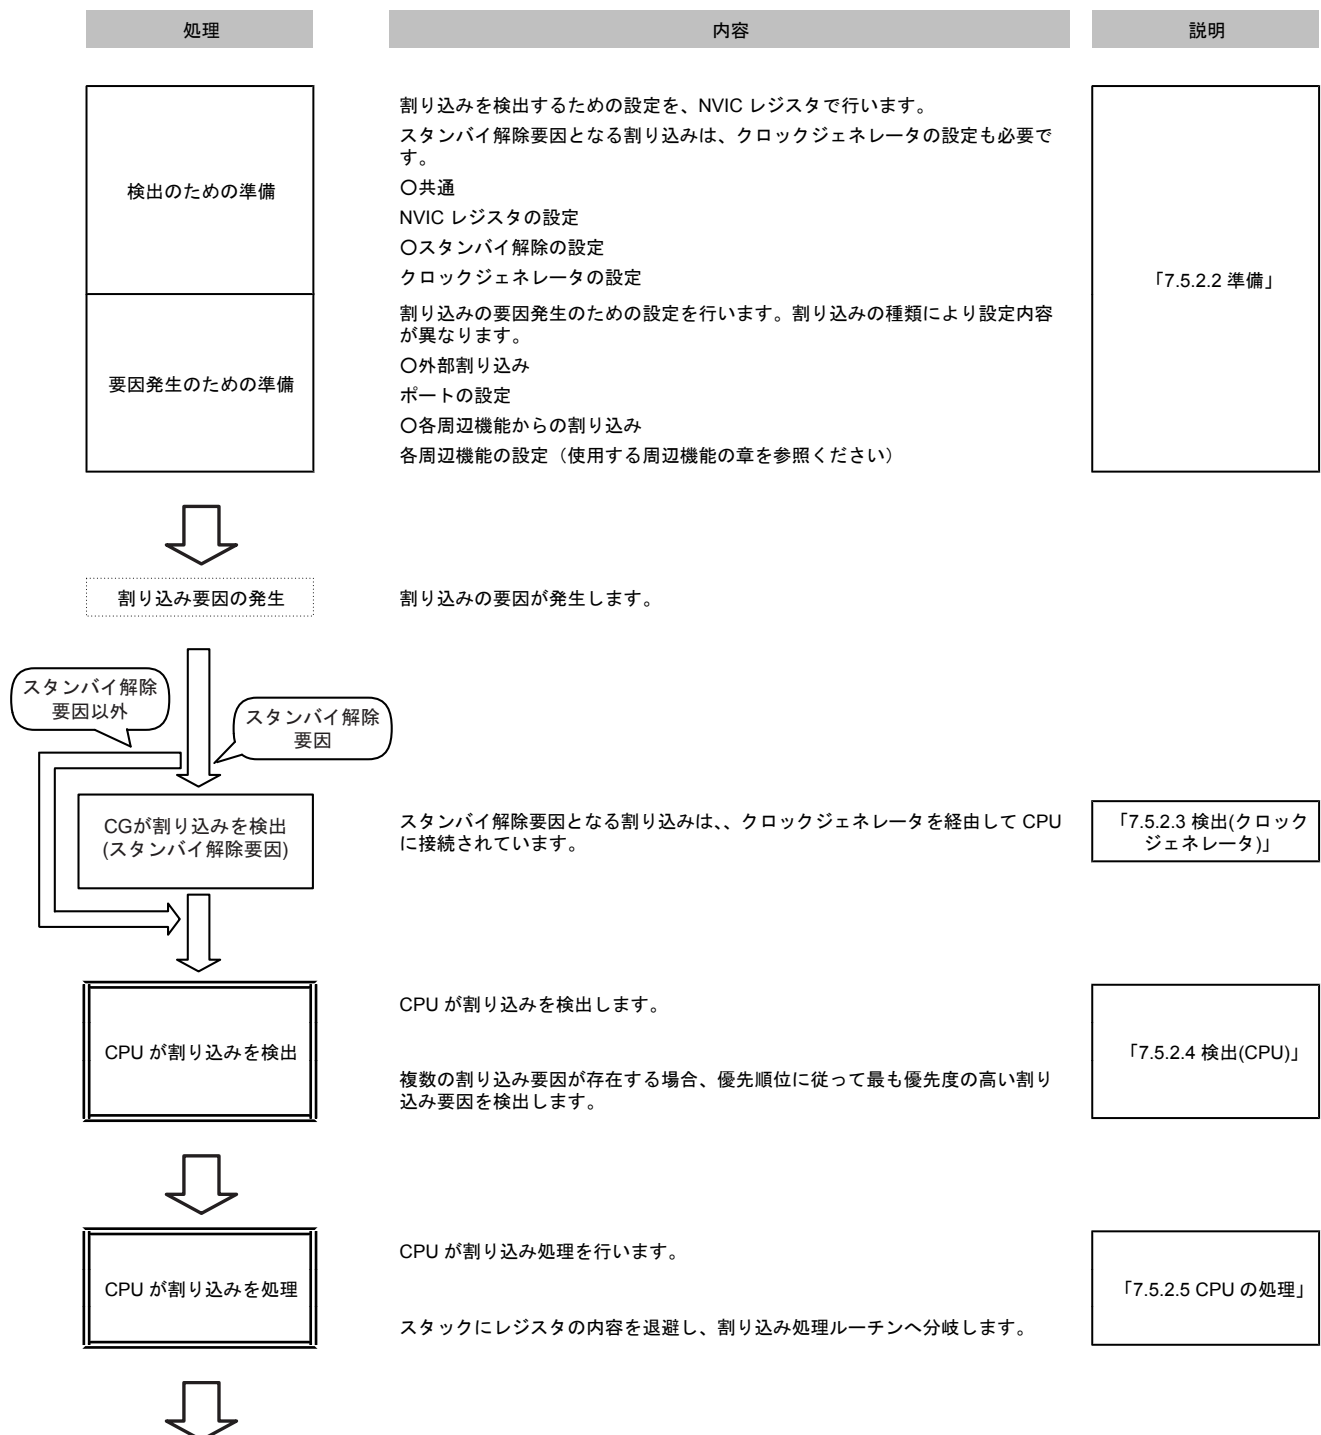 処理
内容
説明
検出のための準備
割り込みを検出するための設定を、NVIC レジスタで行います。
スタンバイ解除要因となる割り込みは、クロックジェネレータの設定も必要で
す。
〇共通
NVIC レジスタの設定
〇スタンバイ解除の設定
クロックジェネレータの設定
「7.5.2.2 準備」
要因発生のための準備
割り込みの要因発生のための設定を行います。割り込みの種類により設定内容
が異なります。
〇外部割り込み
ポートの設定
〇各周辺機能からの割り込み
各周辺機能の設定（使用する周辺機能の章を参照ください）
割り込み要因の発生
割り込みの要因が発生します。
スタンバイ解除
要因以外
スタンバイ解除
要因
CGが割り込みを検出
(スタンバイ解除要因)
スタンバイ解除要因となる割り込みは、、クロックジェネレータを経由して CPU
に接続されています。
「7.5.2.3 検出(クロック
ジェネレータ)」
CPU が割り込みを検出
CPU が割り込みを検出します。
複数の割り込み要因が存在する場合、優先順位に従って最も優先度の高い割り
込み要因を検出します。
「7.5.2.4 検出(CPU)」
CPU が割り込みを処理
CPU が割り込み処理を行います。
スタックにレジスタの内容を退避し、割り込み処理ルーチンへ分岐します。
「7.5.2.5 CPU の処理」